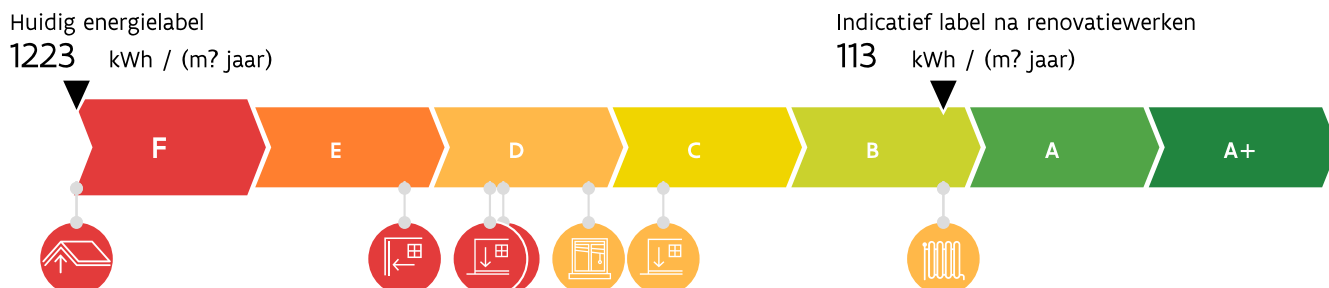 Huidig energielabel
1223 kWh / (m? jaar)
Indicatief label na renovatiewerken
113 kWh / (m? jaar)
F E D C B A A+